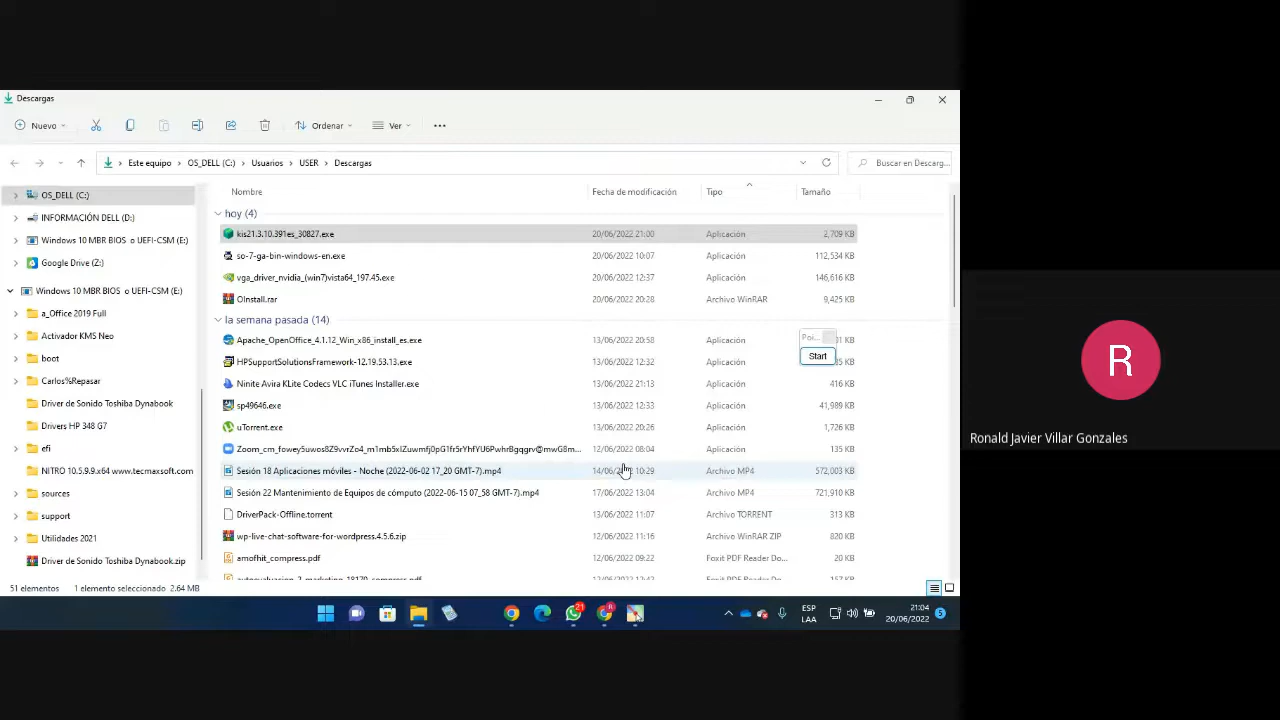 Descargas
Nuevo
Ordenar
Ver
Este equipo > OS_DELL (C:) > Usuarios > USER > Descargas
Buscar en Descarg...
OS_DELL (C:)
INFORMACIÓN DELL (D:)
Windows 10 MBR BIOS o UEFI-CSM (E:)
Google Drive (Z:)
Windows 10 MBR BIOS o UEFI-CSM (E:)
a_Office 2019 Full
Activador KMS Neo
boot
Carlos%Repasar
Driver de Sonido Toshiba Dynabook
Drivers HP 348 G7
efi
NITRO 10.5.9.9x64 www.tecmaxsoft.com
sources
support
Utilidades 2021
Driver de Sonido Toshiba Dynabook.zip
Nombre Fecha de modificación Tipo Tamaño
hoy (4)
kis21.3.10.391es_30827.exe 20/06/2022 21:00 Aplicación 2,709 KB
so-7-ga-bin-windows-en.exe 20/06/2022 10:07 Aplicación 112,534 KB
vga_driver_nvidia_(win7)vista64_197.45.exe 20/06/2022 12:37 Aplicación 146,616 KB
OInstall.rar 20/06/2022 20:28 Archivo WinRAR 9,425 KB
la semana pasada (14)
Apache_OpenOffice_4.1.12_Win_x86_install_es.exe 13/06/2022 20:58 Aplicación
HPSupportSolutionsFramework-12.19.53.13.exe 13/06/2022 12:32 Aplicación
Ninite Avira KLite Codecs VLC iTunes Installer.exe 13/06/2022 21:13 Aplicación 416 KB
sp49646.exe 13/06/2022 12:33 Aplicación 41,989 KB
uTorrent.exe 13/06/2022 20:26 Aplicación 1,726 KB
12/06/2022 08:04 Aplicación 135 KB
Sesión 18 Aplicaciones móviles - Noche (2022-06-02 17_20 GMT-7).mp4 10:29 Archivo MP4 572,003 KB
Sesión 22 Mantenimiento de Equipos de cómputo (2022-06-15 07_58 GMT-7).mp4 17/06/2022 13:04 Archivo MP4 721,910 KB
DriverPack-Offline.torrent 13/06/2022 11:07 Archivo TORRENT 313 KB
wp-live-chat-software-for-wordpress.4.5.6.zip 12/06/2022 11:16 Archivo WinRAR ZIP 820 KB
amofhit_compress.pdf 12/06/2022 09:22 Foxit PDF Reader Do... 20 KB
Poi...
Start
51 elementos 1 elemento seleccionado 2.64 MB
21
R
ESP
LAA
21:04
20/06/2022
5
R
Ronald Javier Villar Gonzales